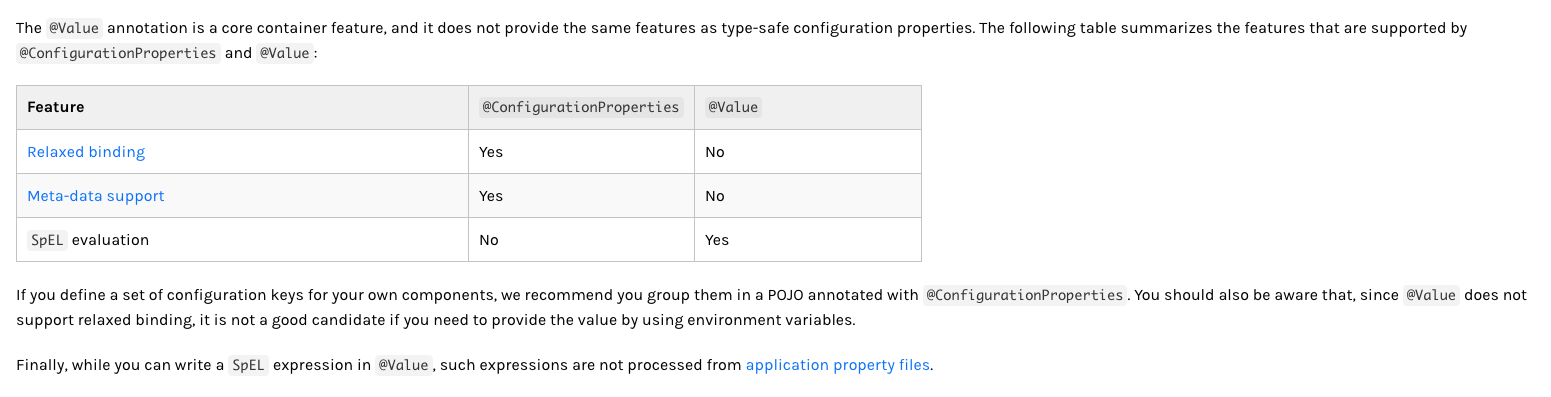 The @Value annotation is a core container feature, and it does not provide the same features as type-safe configuration properties. The following table summarizes the features that are supported by
@ConfigurationProperties and @Value:
Feature @ConfigurationProperties @Value
Relaxed binding Yes No
Meta-data support Yes No
SpEL evaluation No Yes
If you define a set of configuration keys for your own components, we recommend you group them in a POJO annotated with @ConfigurationProperties. You should also be aware that, since @Value does not
support relaxed binding, it is not a good candidate if you need to provide the value by using environment variables.
Finally, while you can write a SpEL expression in @Value, such expressions are not processed from application property files.